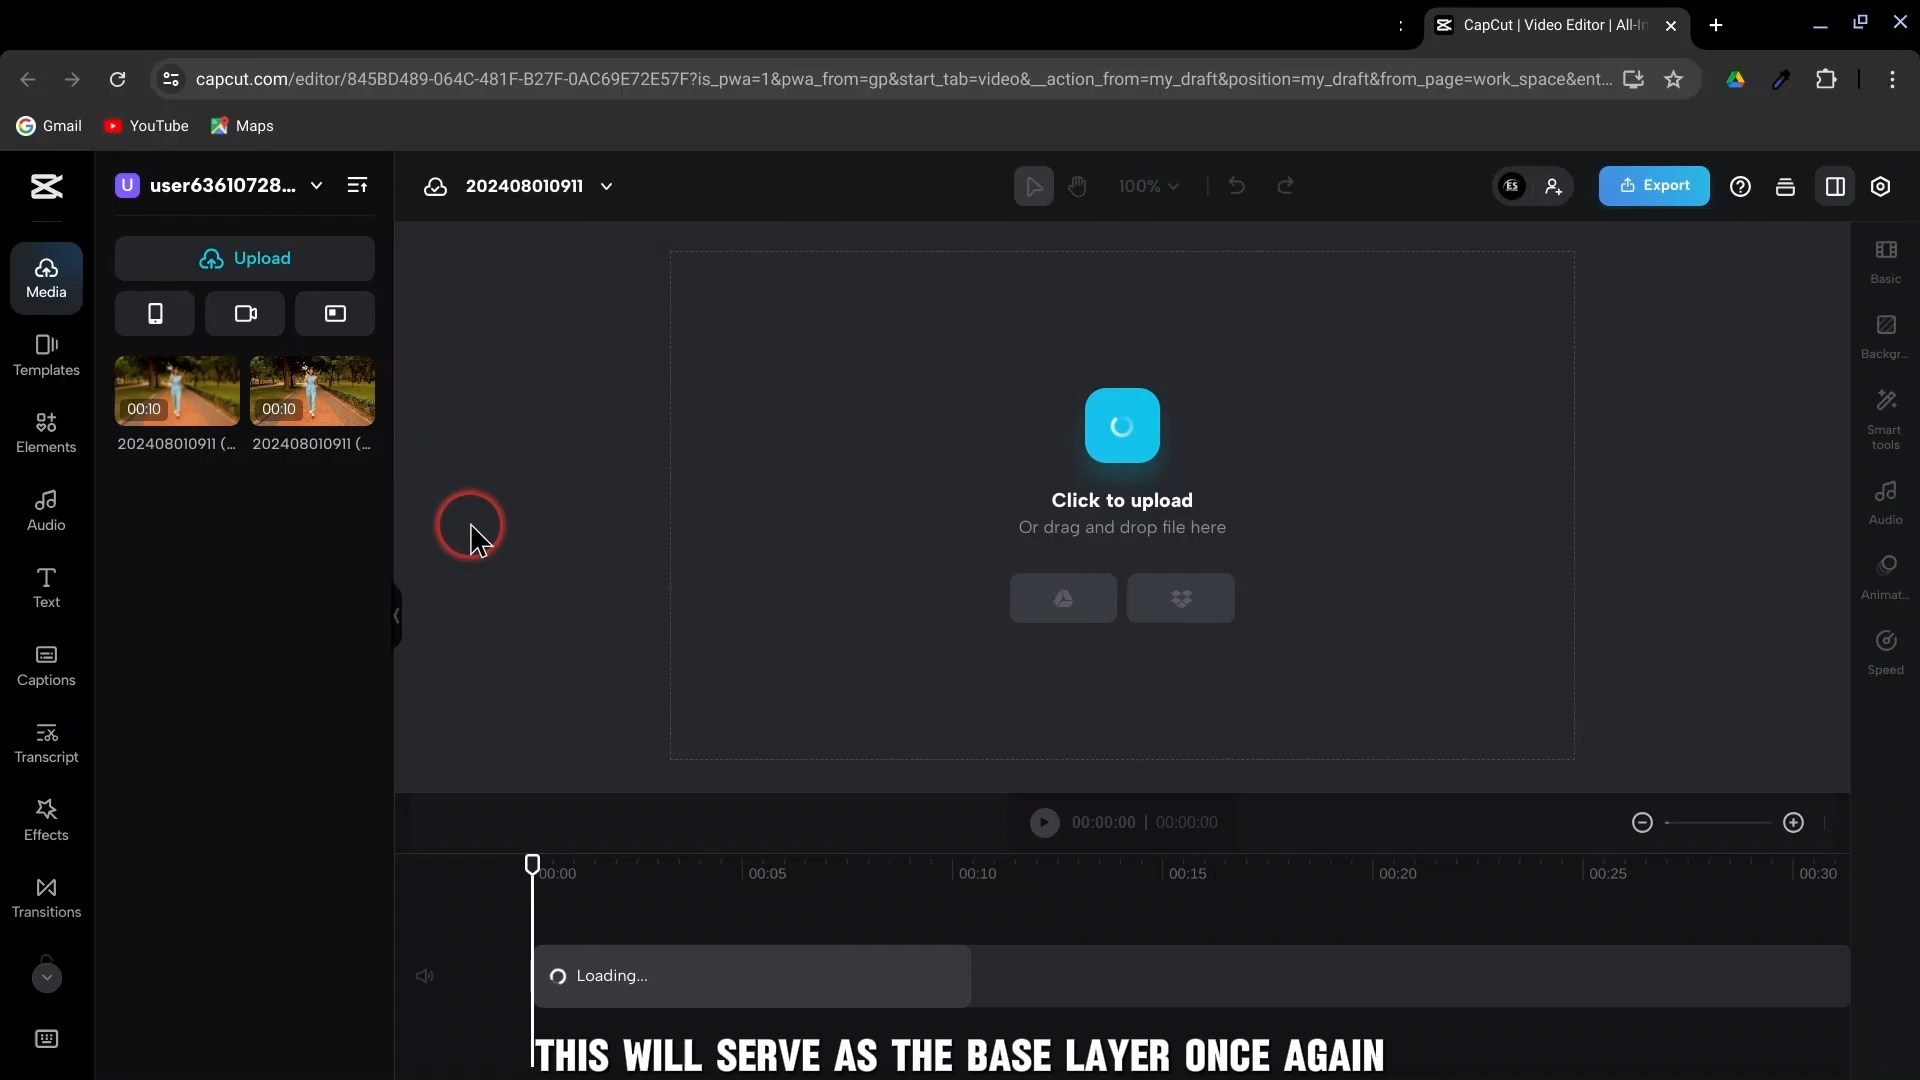 CapCut | Video Editor | All-In
capcut.com/editor/845BD489-064C-481F-B27F-0AC69E72E57F?is_pwa=1&pwa_from=gp&start_tab=video&__action_from=my_draft&position=my_draft&from_page=work_space&ent...
Gmail YouTube Maps
U user63610728...
202408010911
100%
ES
Export
Upload
Media
Templates
Elements
Audio
Text
Captions
Transcript
Effects
Transitions
00:10
00:10
202408010911 (...
202408010911 (...
Click to upload
Or drag and drop file here
Basic
Backgr...
Smart
tools
Audio
Animat...
Speed
00:00:00 | 00:00:00
00:00 00:05 00:10 00:15 00:20 00:25 00:30
Loading...
THIS WILL SERVE AS THE BASE LAYER ONCE AGAIN